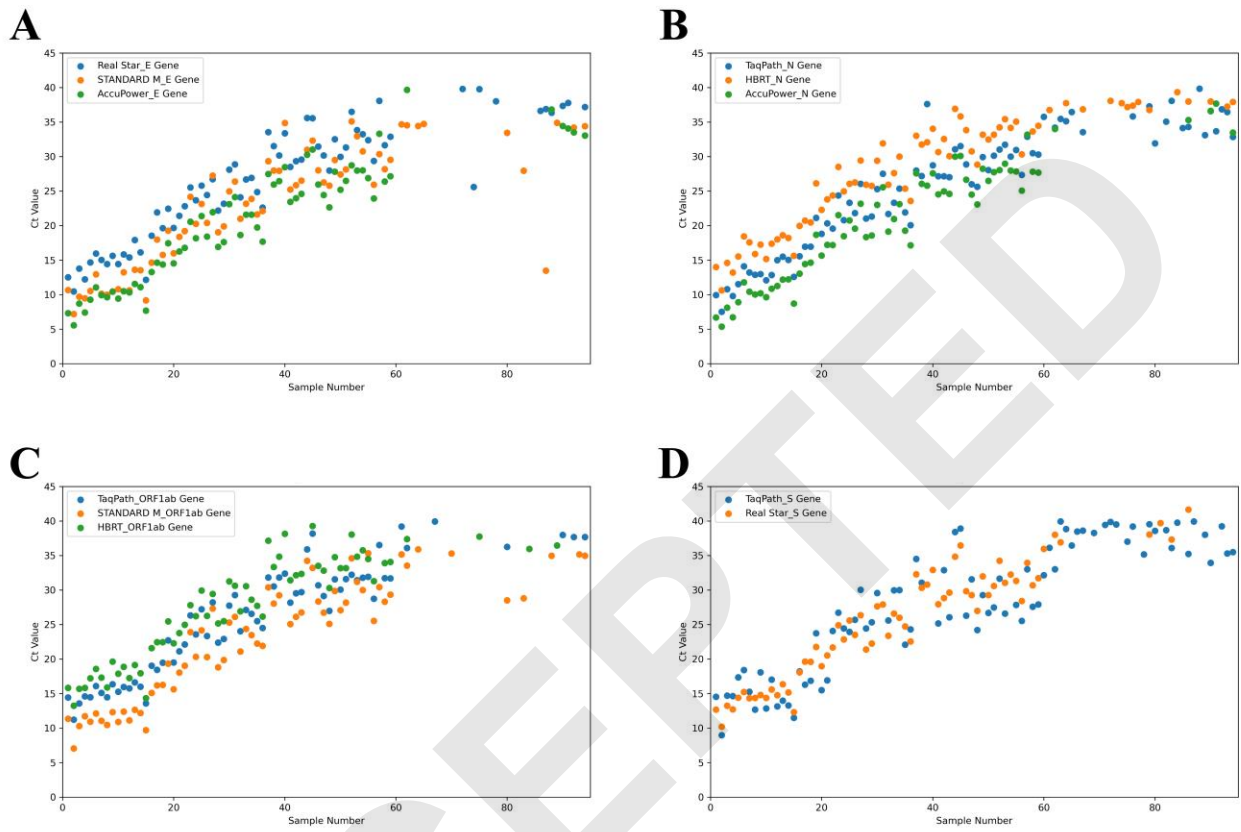 A
B
45
40
35
30
25
20
15
10
5
0
Ct Value
Real Star_E Gene
STANDARD M_E Gene
AccuPower_E Gene
0
20
40
60
80
Sample Number
45
40
35
30
25
20
15
10
5
0
Ct Value
TaqPath_N Gene
HBRT_N Gene
AccuPower_N Gene
0
20
40
60
80
Sample Number
C
D
45
40
35
30
25
20
15
10
5
0
Ct Value
TaqPath_ORF1ab Gene
STANDARD M_ORF1ab Gene
HBRT_ORF1ab Gene
0
20
40
60
80
Sample Number
45
40
35
30
25
20
15
10
5
0
Ct Value
TaqPath_S Gene
Real Star_S Gene
0
20
40
60
80
Sample Number
CEPTED